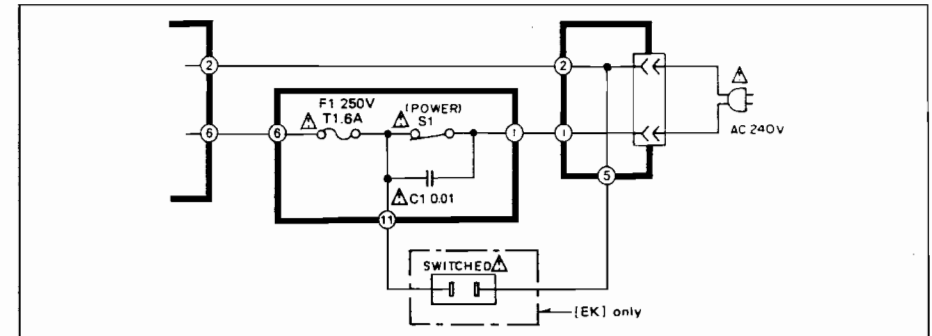 2
2
F1 250V
T1.6A
(POWER)
S1
AC 240V
6
6
1
1
C1 0.01
5
11
SWITCHED
[EK] only